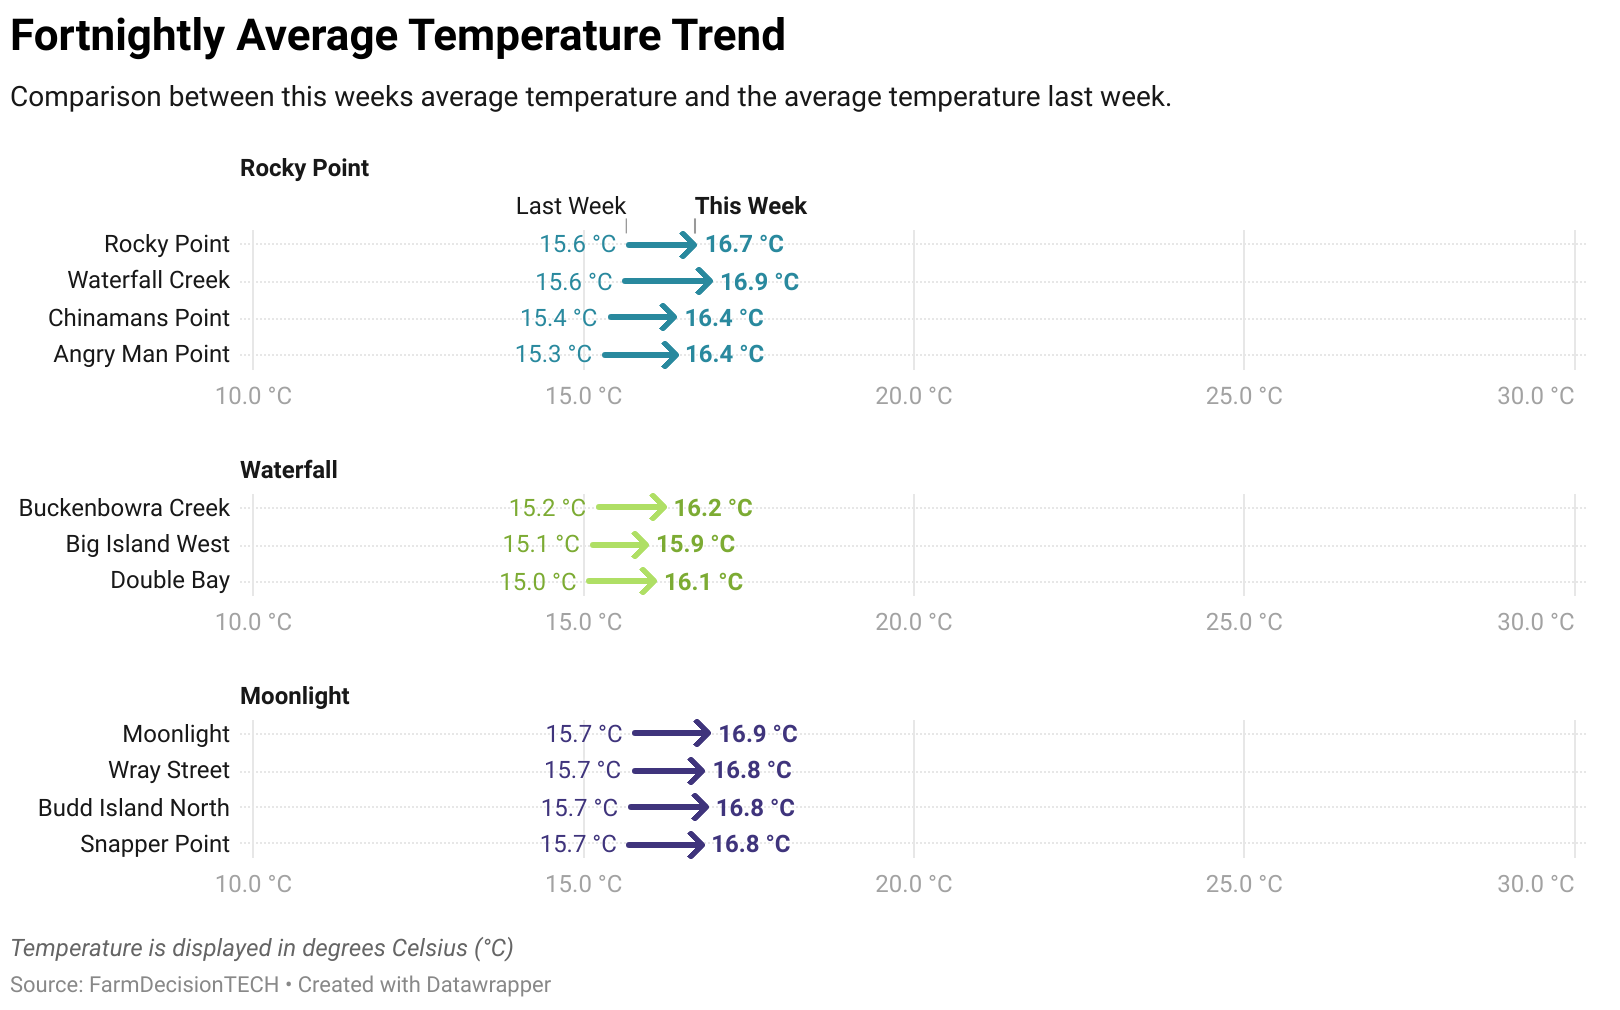 Fortnightly Average Temperature Trend
Comparison between this weeks average temperature and the average temperature last week.
Rocky Point
Last Week This Week
Rocky Point 15.6 °C 16.7 °C
Waterfall Creek 15.6 °C 16.9 °C
Chinamans Point 15.4 °C 16.4 °C
Angry Man Point 15.3 °C 16.4 °C
10.0 °C 15.0 °C 20.0 °C 25.0 °C 30.0 °C
Waterfall
Buckenbowra Creek 15.2 °C 16.2 °C
Big Island West 15.1 °C 15.9 °C
Double Bay 15.0 °C 16.1 °C
10.0 °C 15.0 °C 20.0 °C 25.0 °C 30.0 °C
Moonlight
Moonlight 15.7 °C 16.9 °C
Wray Street 15.7 °C 16.8 °C
Budd Island North 15.7 °C 16.8 °C
Snapper Point 15.7 °C 16.8 °C
10.0 °C 15.0 °C 20.0 °C 25.0 °C 30.0 °C
Temperature is displayed in degrees Celsius (°C)
Source: FarmDecisionTECH • Created with Datawrapper